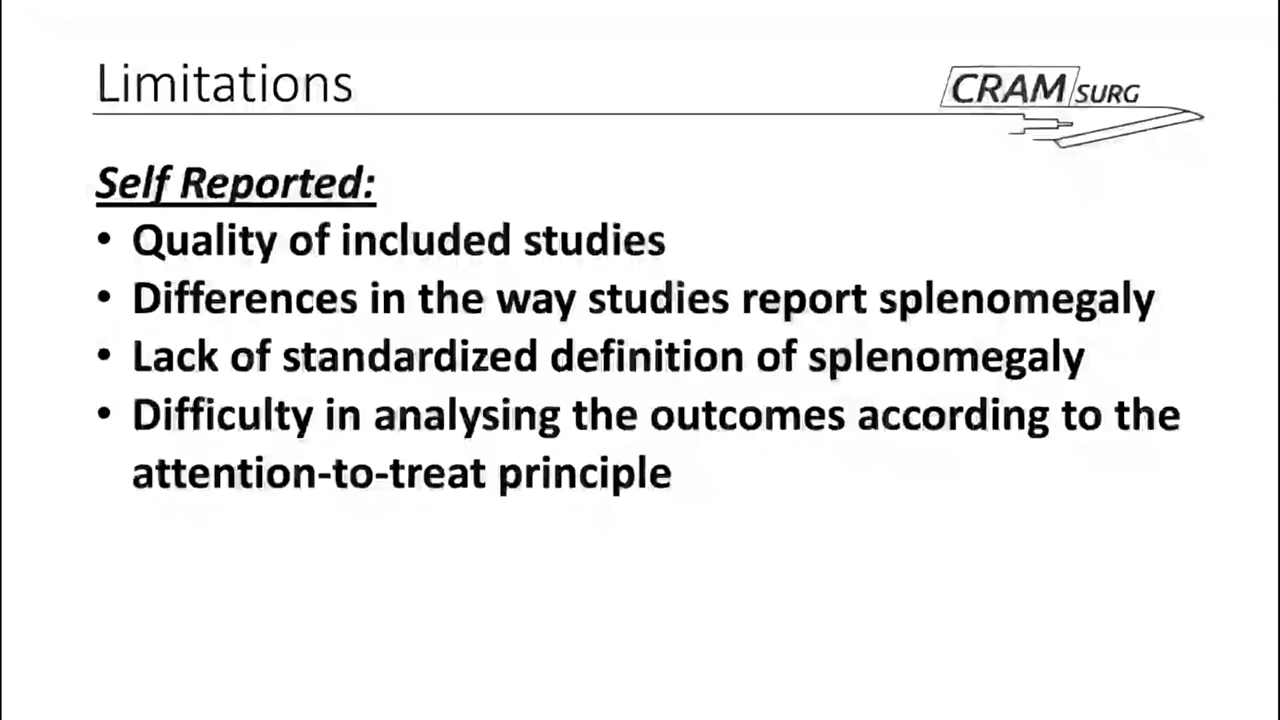 Limitations
CRAM SURG
Self Reported:
• Quality of included studies
• Differences in the way studies report splenomegaly
• Lack of standardized definition of splenomegaly
• Difficulty in analysing the outcomes according to the
attention-to-treat principle